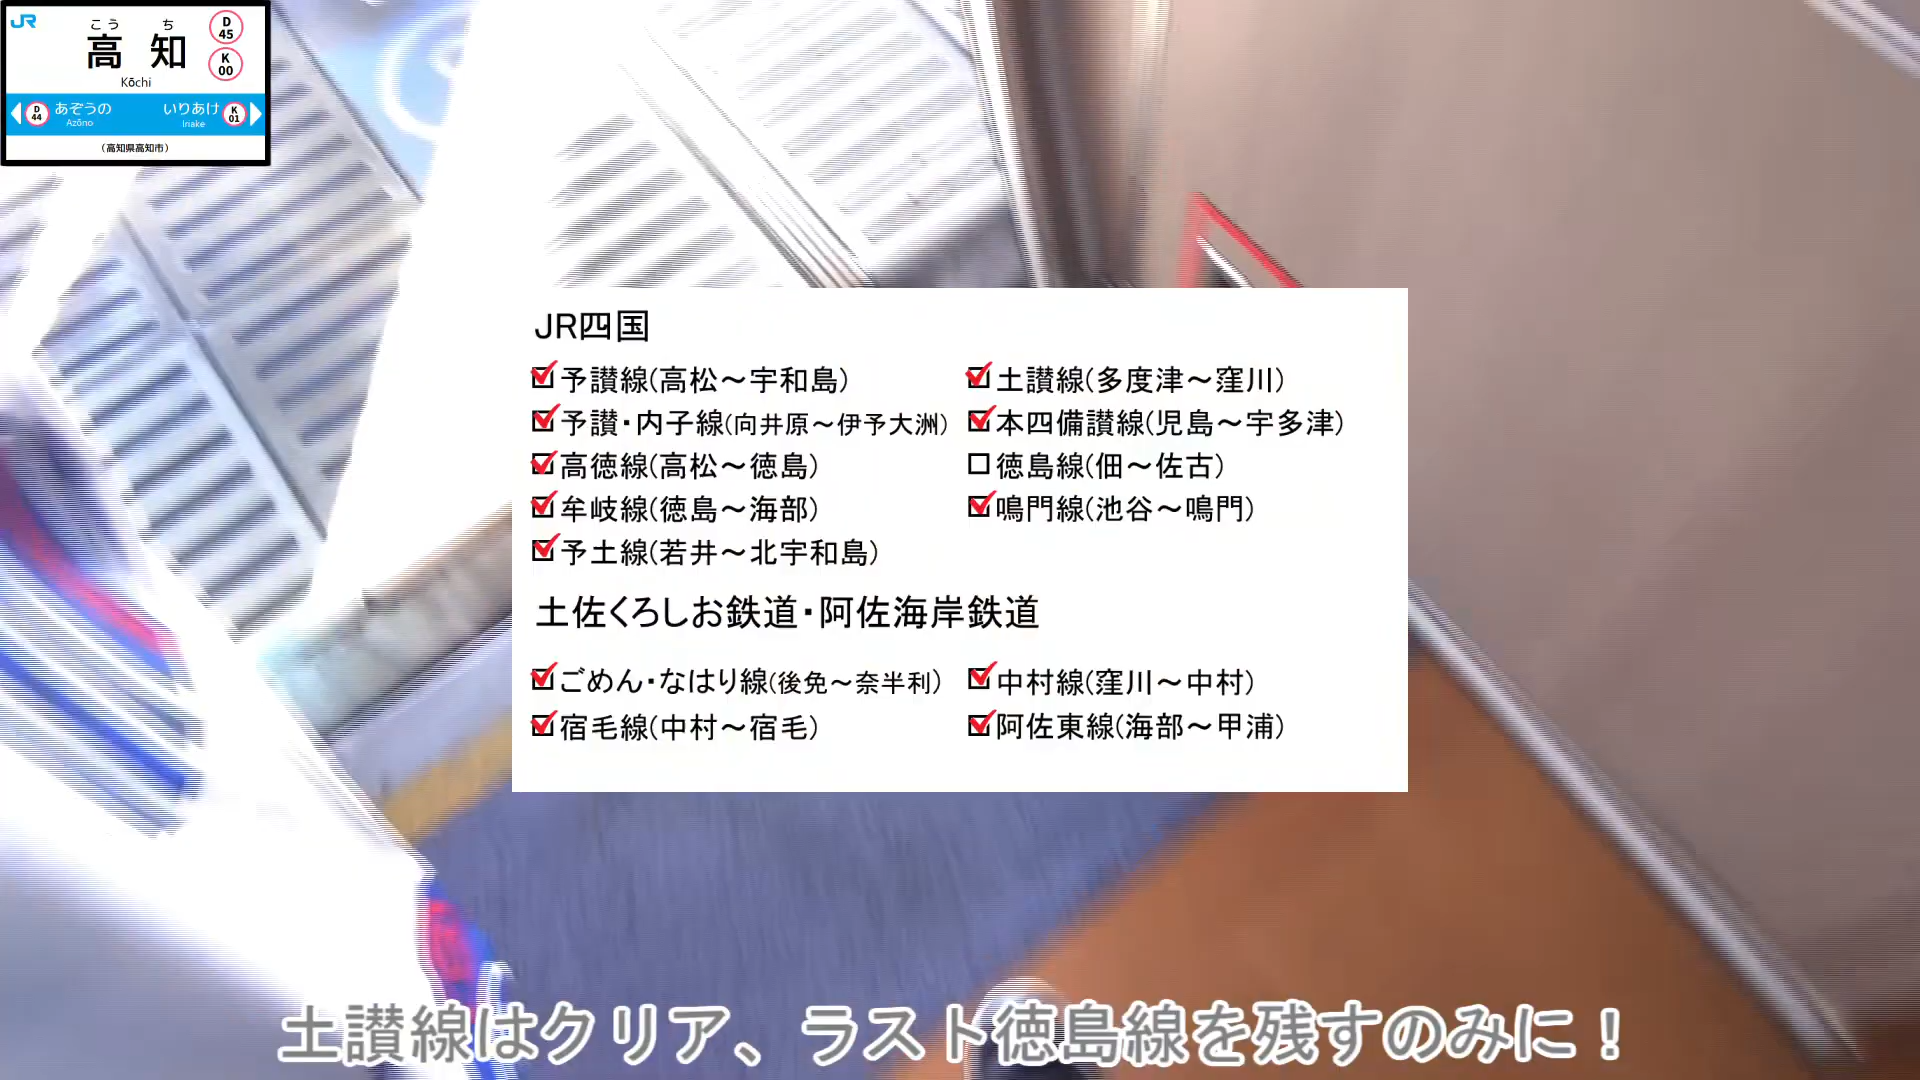 JR
こう ち
高 知
D
45
K
00
Kōchi
D
44
あぞうの
Azōno
いりあけ
Iriake
K
01
(高知県高知市)
JR四国
予讃線(高松～宇和島)
土讃線(多度津～窪川)
予讃・内子線(向井原～伊予大洲)
本四備讃線(児島～宇多津)
高徳線(高松～徳島)
徳島線(佃～佐古)
牟岐線(徳島～海部)
鳴門線(池谷～鳴門)
予土線(若井～北宇和島)
土佐くろしお鉄道・阿佐海岸鉄道
ごめん・なはり線(後免～奈半利)
中村線(窪川～中村)
宿毛線(中村～宿毛)
阿佐東線(海部～甲浦)
土讃線はクリア、ラスト徳島線を残すのみに！